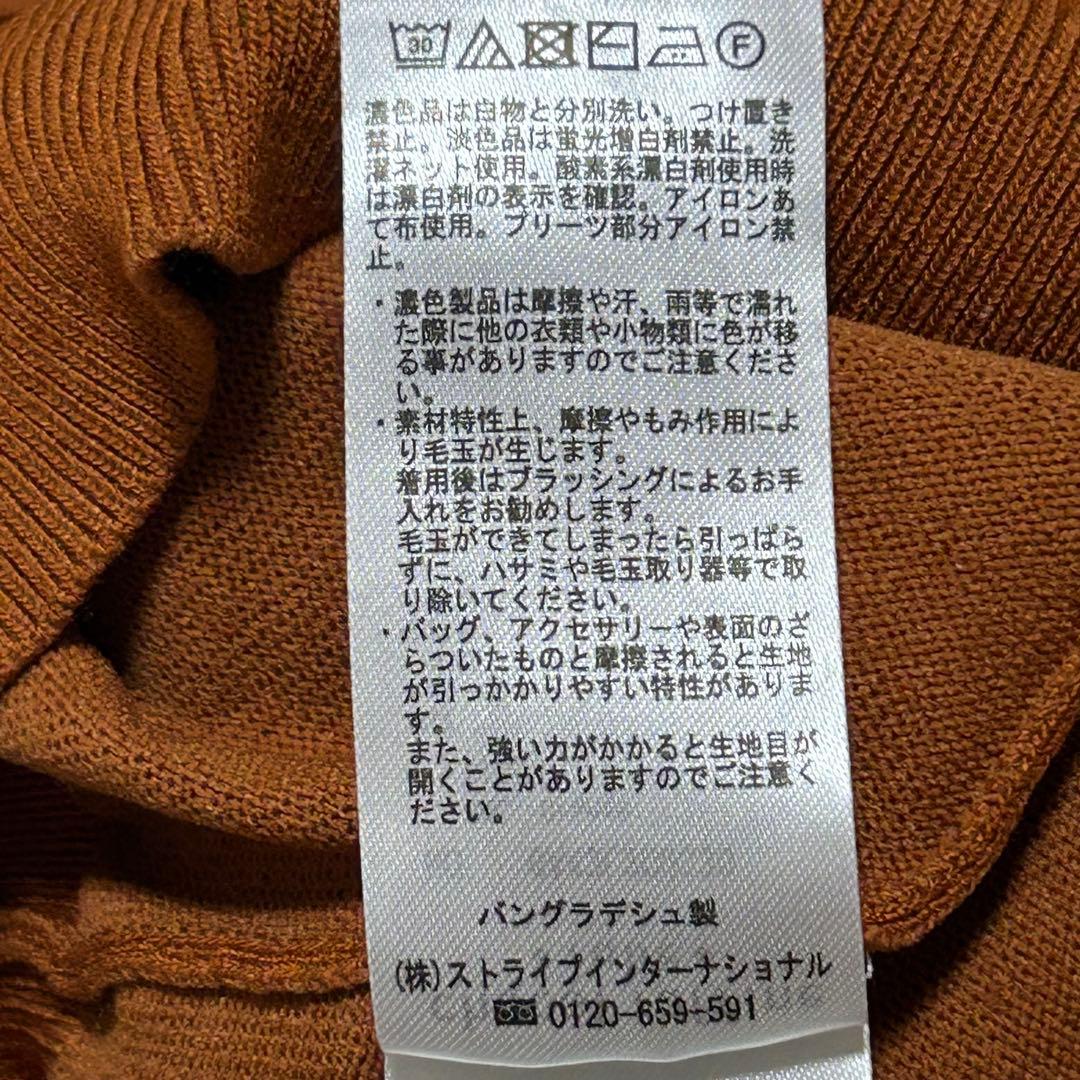 30 F
濃色品は白物と分別洗い。つけ置き
禁止。淡色品は蛍光増白剤禁止。洗
濯ネット使用。酸素系漂白剤使用時
は漂白剤の表示を確認。アイロンあ
て布使用。プリーツ部分アイロン禁
止。
・濃色製品は摩擦や汗、雨等で濡れ
た際に他の衣類や小物類に色が移
る事がありますのでご注意くださ
い。
・素材特性上、摩擦やもみ作用によ
り毛玉が生じます。
着用後はブラッシングによるお手
入れをお勧めします。
毛玉ができてしまったら引っぱら
ずに、ハサミや毛玉取り器等で取
り除いてください。
・バッグ、アクセサリーや表面のざ
らついたものと摩擦されると生地
が引っかかりやすい特性がありま
す。
また、強い力がかかると生地目が
開くことがありますのでご注意く
ださい。
バングラデシュ製
(株)ストライプインターナショナル
0120-659-591